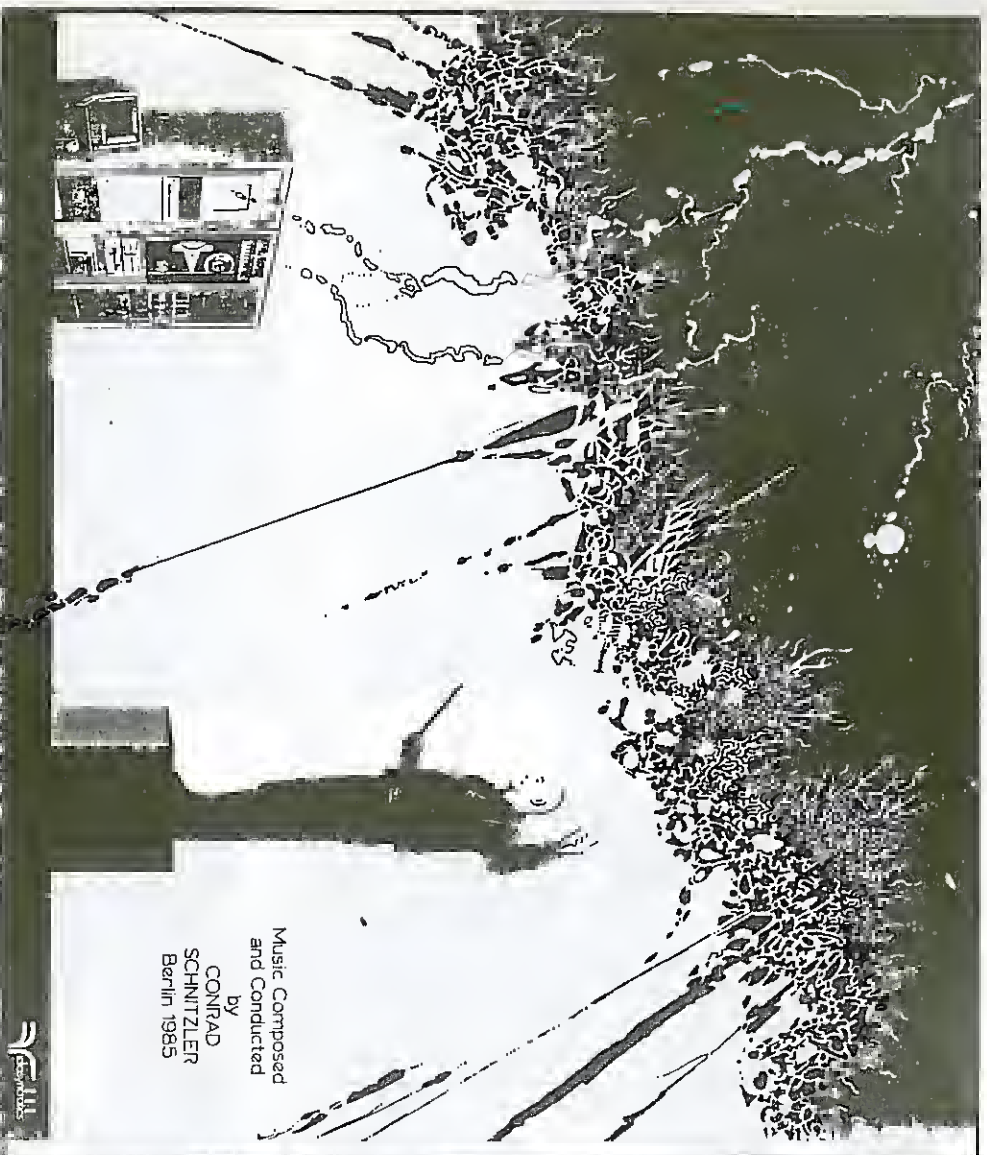 Music Composed
and Conducted
by
CONRAD
SCHNITZLER
Berlin 1985